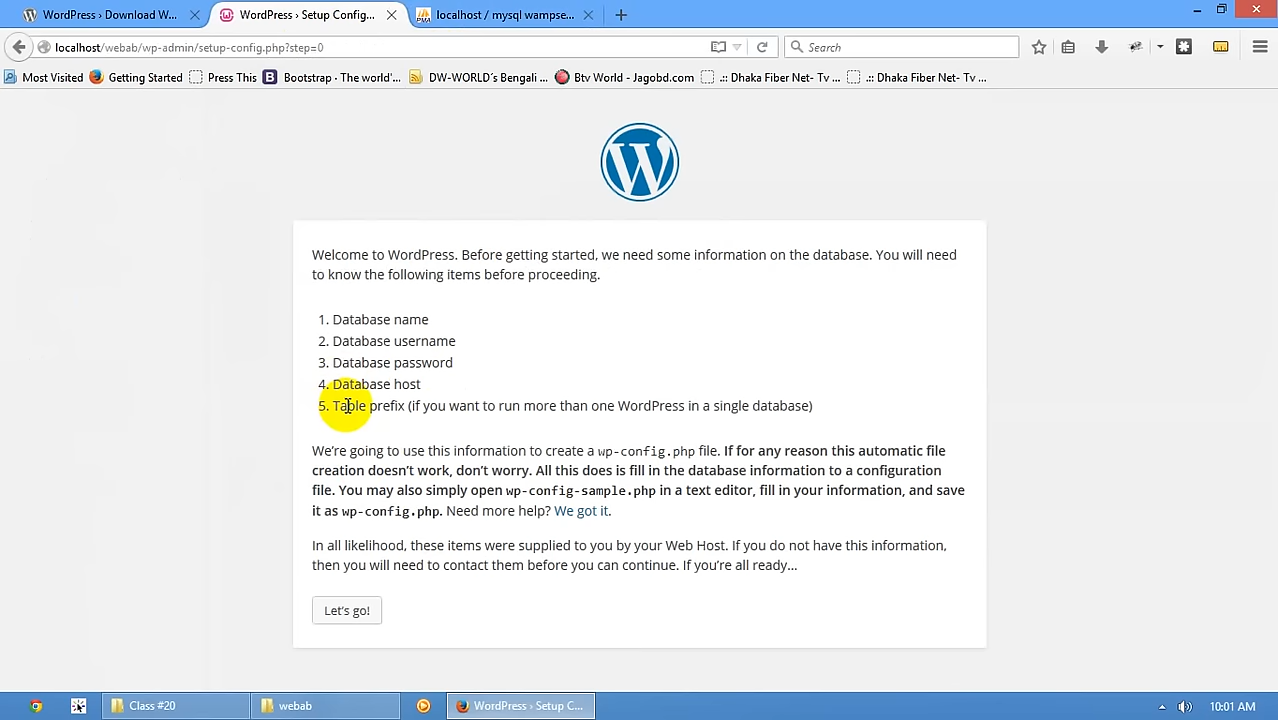 WordPress › Download W...
WordPress › Setup Config...
localhost / mysql wampse...
localhost/webab/wp-admin/setup-config.php?step=0
Search
Most Visited
Getting Started
Press This
Bootstrap · The world'...
DW-WORLD's Bengali ...
Btv World - Jagobd.com
.:: Dhaka Fiber Net- Tv ...
.:: Dhaka Fiber Net- Tv ...
Welcome to WordPress. Before getting started, we need some information on the database. You will need
to know the following items before proceeding.
1. Database name
2. Database username
3. Database password
4. Database host
5. Table prefix (if you want to run more than one WordPress in a single database)
We're going to use this information to create a wp-config.php file. If for any reason this automatic file
creation doesn't work, don't worry. All this does is fill in the database information to a configuration
file. You may also simply open wp-config-sample.php in a text editor, fill in your information, and save
it as wp-config.php. Need more help? We got it.
In all likelihood, these items were supplied to you by your Web Host. If you do not have this information,
then you will need to contact them before you can continue. If you're all ready...
Let's go!
Class #20
webab
WordPress › Setup C...
10:01 AM